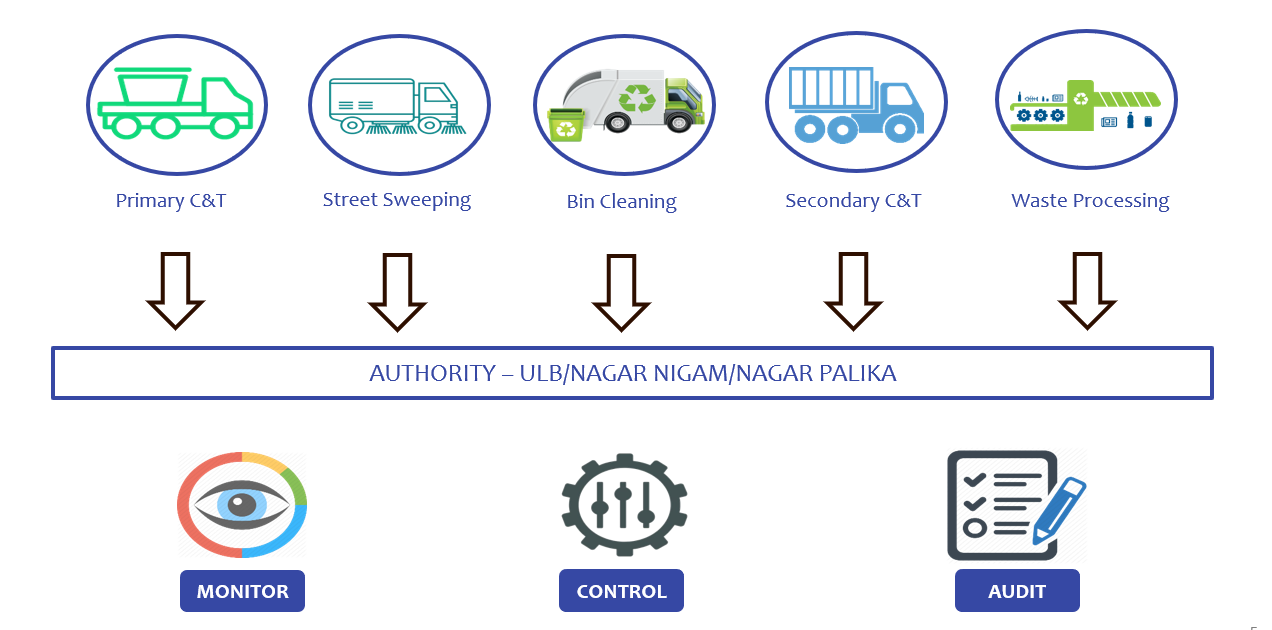 Primary C&T
Street Sweeping
Bin Cleaning
Secondary C&T
Waste Processing
AUTHORITY – ULB/NAGAR NIGAM/NAGAR PALIKA
MONITOR
CONTROL
AUDIT